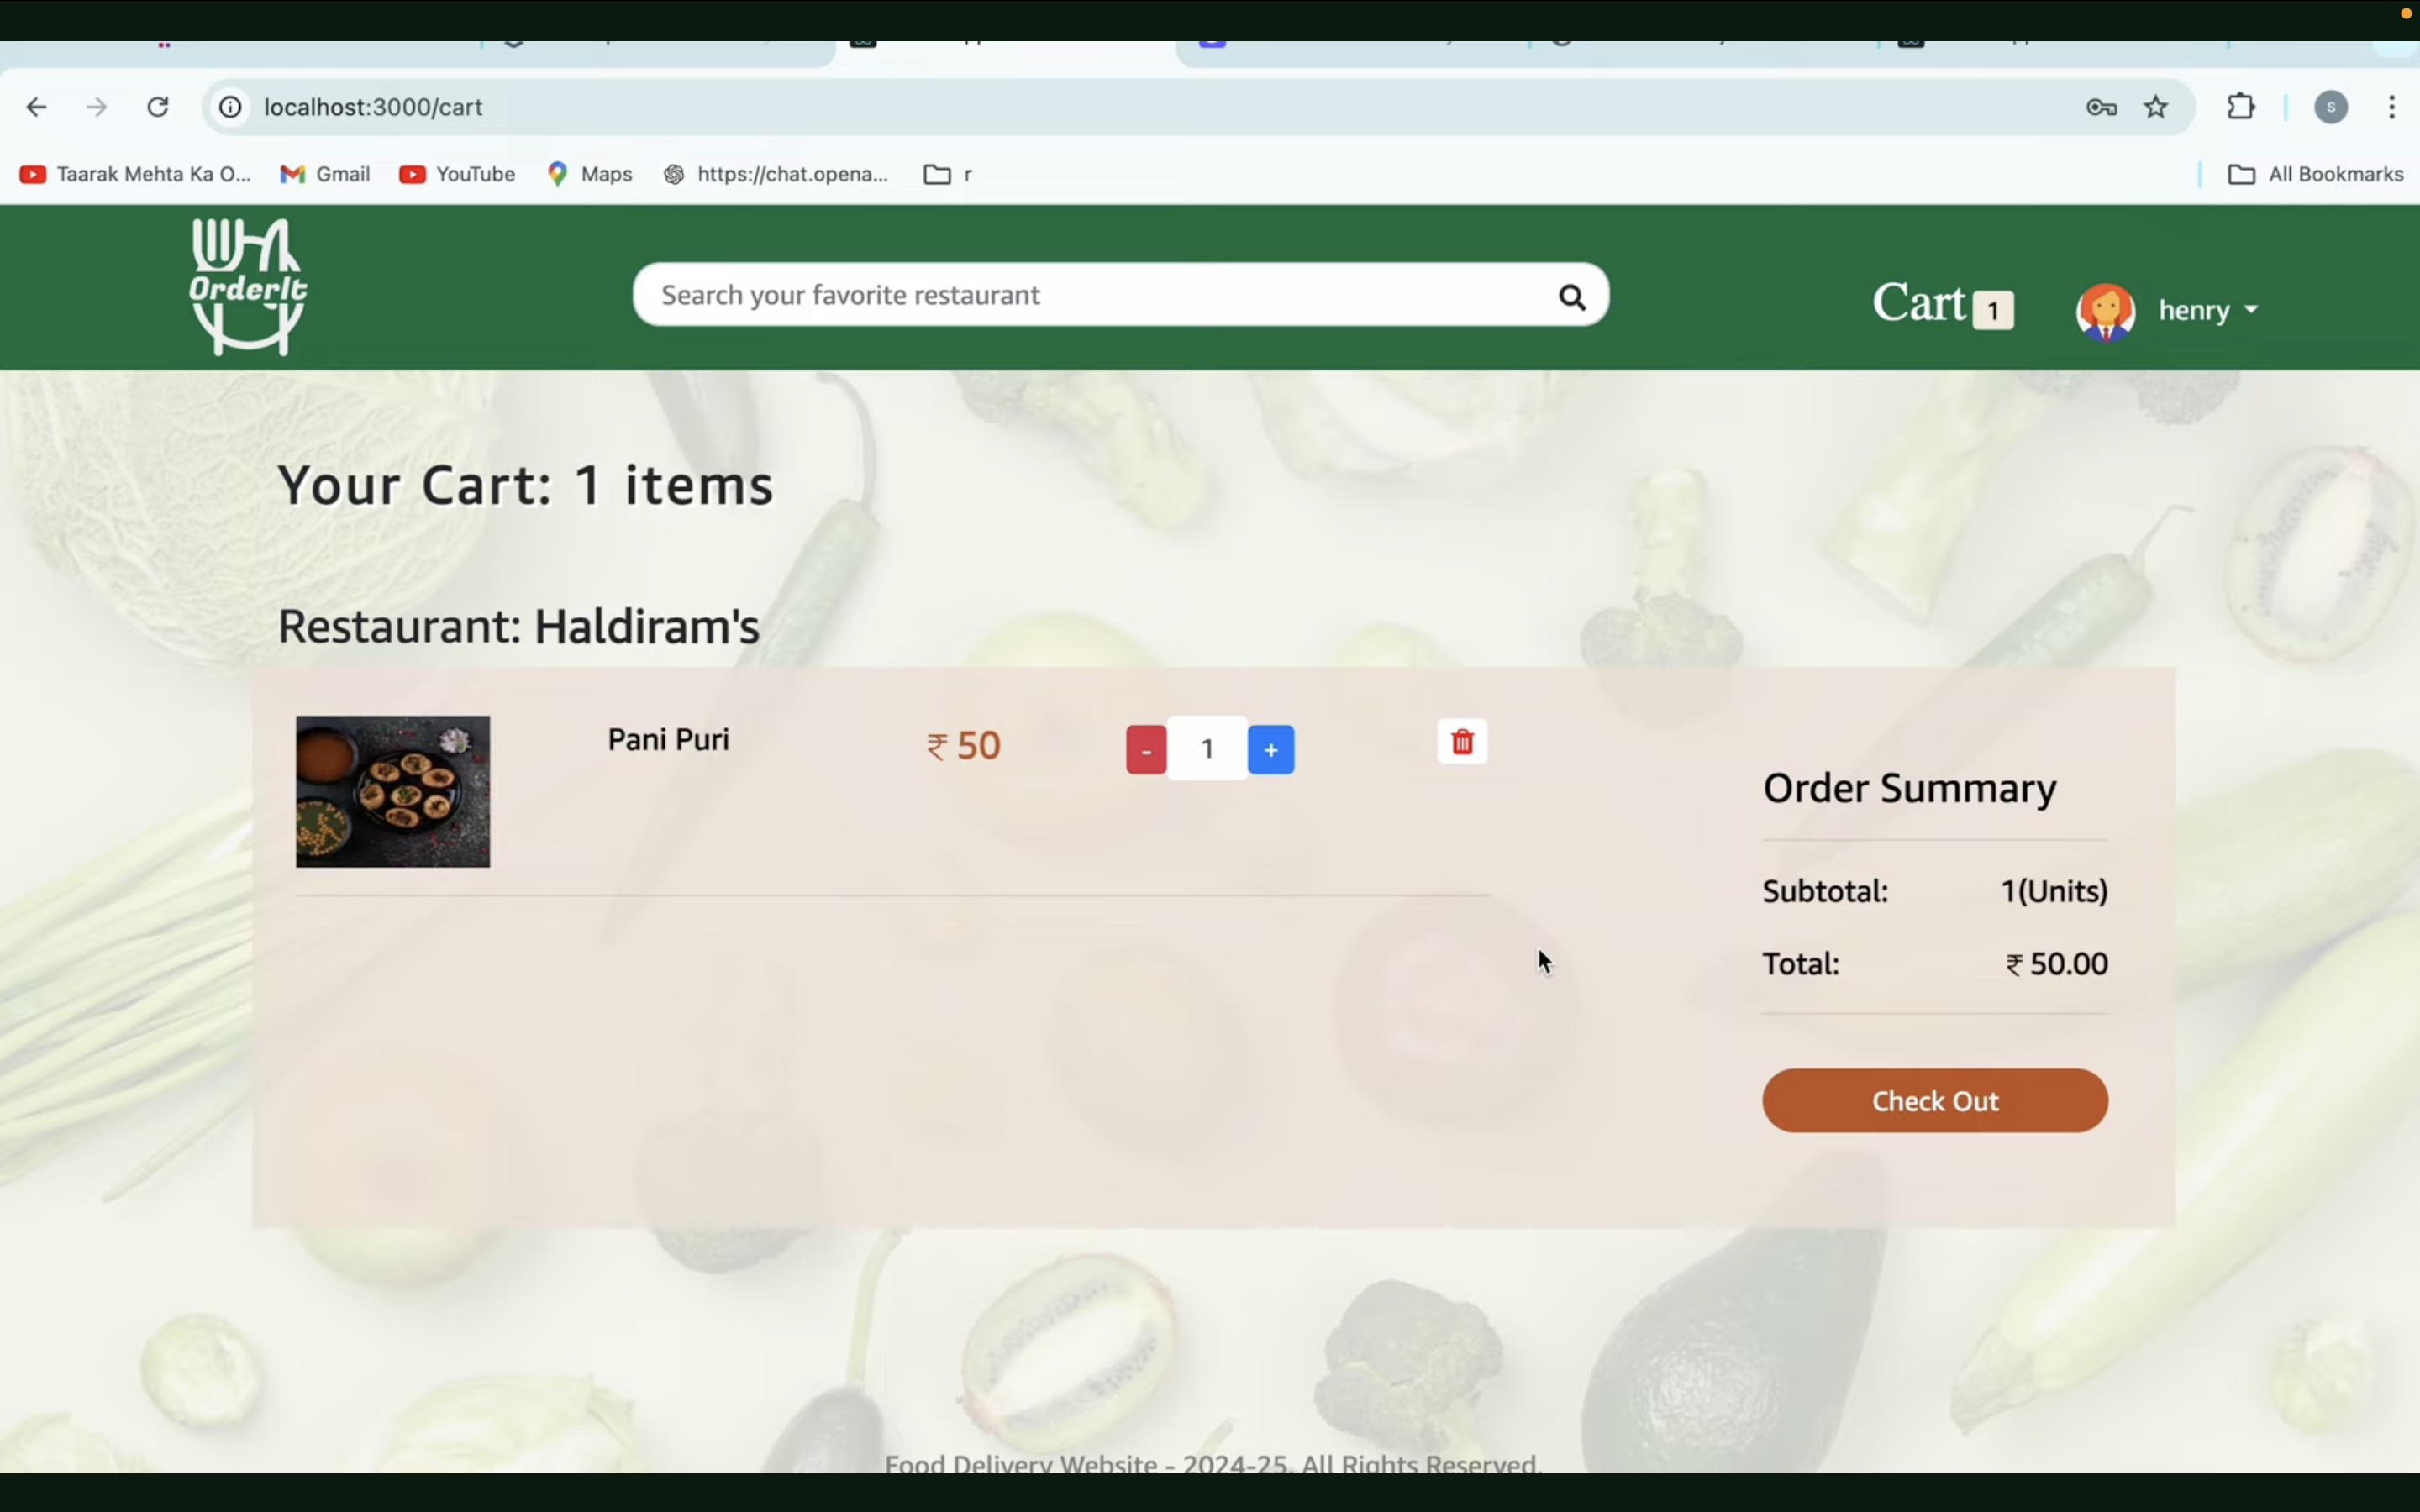 localhost:3000/cart
S
Taarak Mehta Ka O...
Gmail
YouTube
Maps
https://chat.opena...
r
All Bookmarks
OrderIt
Search your favorite restaurant
Cart 1
henry
Your Cart: 1 items
Restaurant: Haldiram's
Pani Puri
₹ 50
- 1 +
Order Summary
Subtotal: 1(Units)
Total: ₹ 50.00
Check Out
Food Delivery Website - 2024-25. All Rights Reserved.